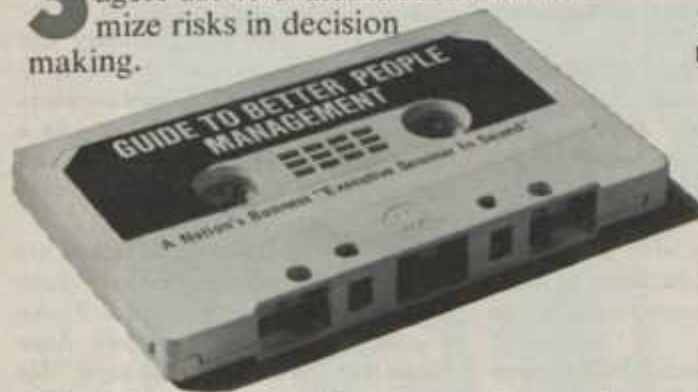 mize risks in decision
making.
GUIDE TO BETTER PEOPLE
MANAGEMENT
A Nation's Business "Executive Seminar In Sound"